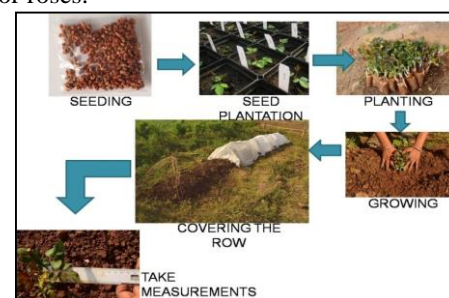 of roses.
SEEDING
SEED
PLANTATION
PLANTING
GROWING
COVERING THE
ROW
TAKE
MEASUREMENTS